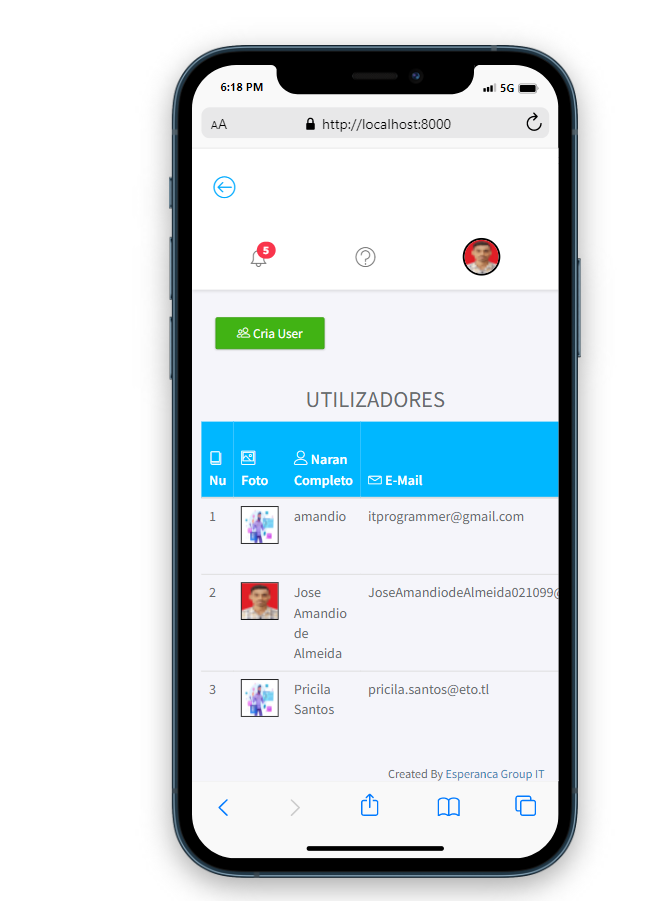 6:18 PM 5G
AA http://localhost:8000
5
Cria User
UTILIZADORES
Nu Foto Naran Completo E-Mail
1 amandio itprogrammer@gmail.com
2 Jose Amandio de Almeida JoseAmandiodeAlmeida021099@
3 Pricila Santos pricila.santos@eto.tl
Created By Esperanca Group IT